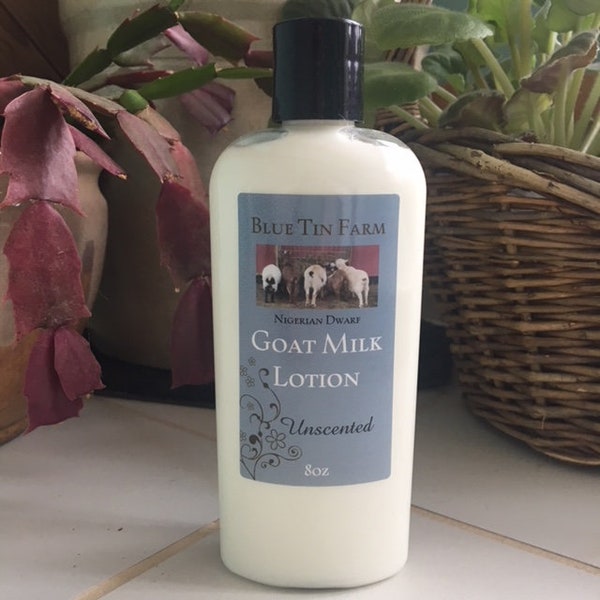 Blue Tin Farm
Nigerian Dwarf
Goat Milk
Lotion
Unscented
8oz